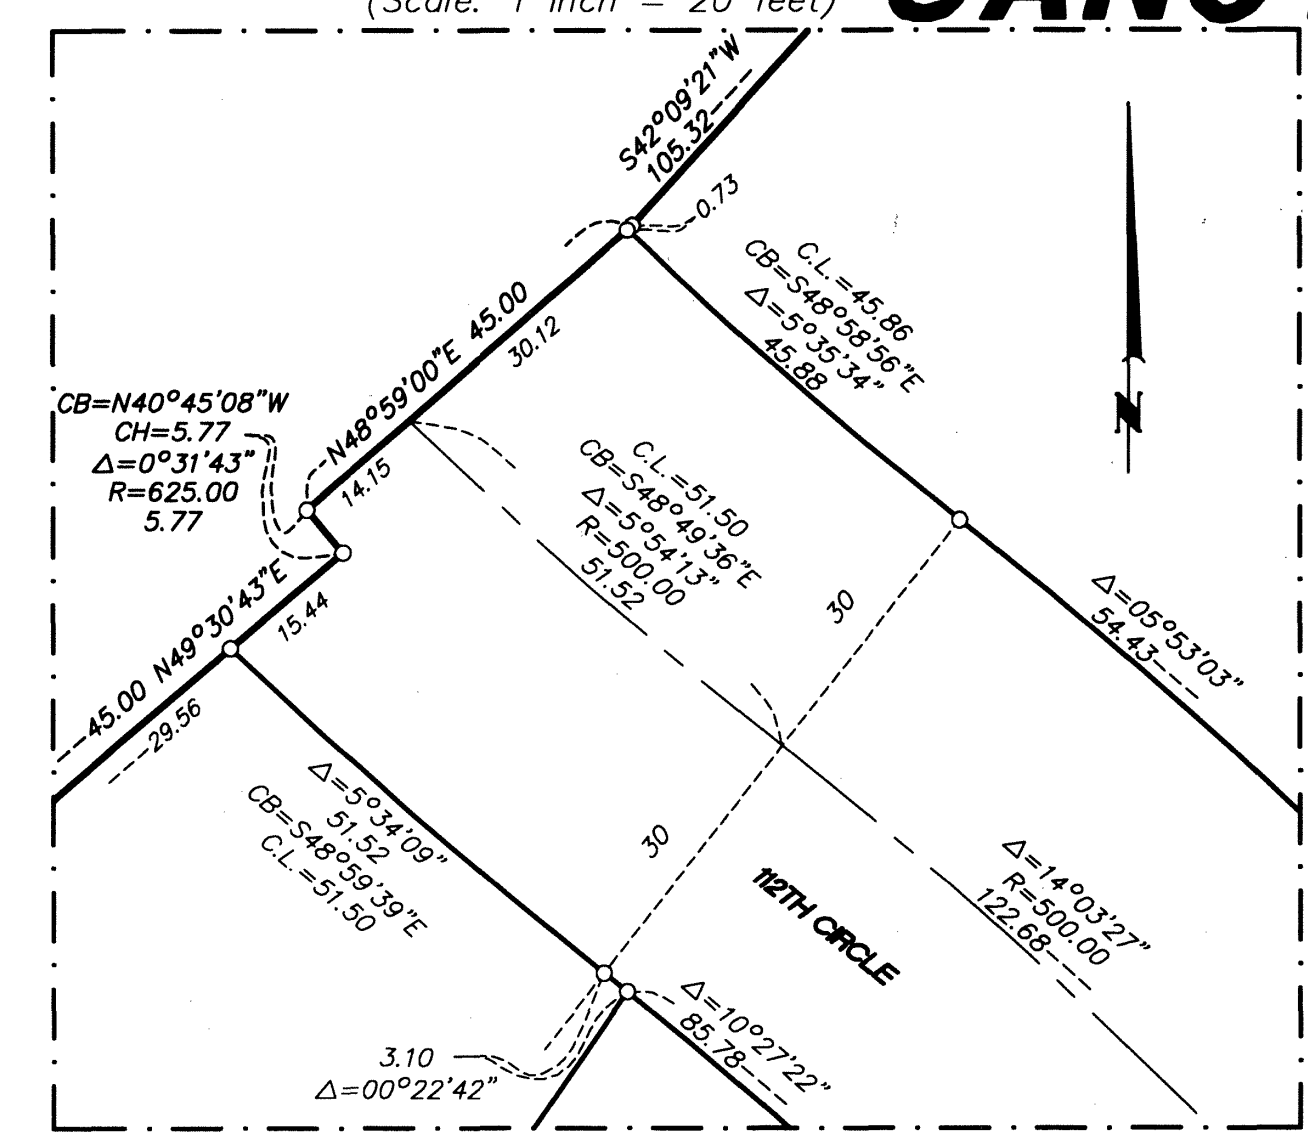 (Scale: 1 inch = 20 feet)
S42°09'21"W
105.32
0.73
C.L.=45.86
CB=S48°58'56"E
Δ=5°35'34"
45.88
N48°59'00"E 45.00
30.12
14.15
CB=N40°45'08"W
CH=5.77
Δ=0°31'43"
R=625.00
5.77
N
C.L.=51.50
CB=S48°49'36"E
Δ=5°54'13"
R=500.00
51.52
30
Δ=05°53'03"
54.43
45.00 N49°30'43"E
15.44
29.56
Δ=5°34'09"
51.52
CB=S48°59'39"E
C.L.=51.50
30
112TH CIRCLE
Δ=14°03'27"
R=500.00
122.68
Δ=10°27'22"
85.78
3.10
Δ=00°22'42"